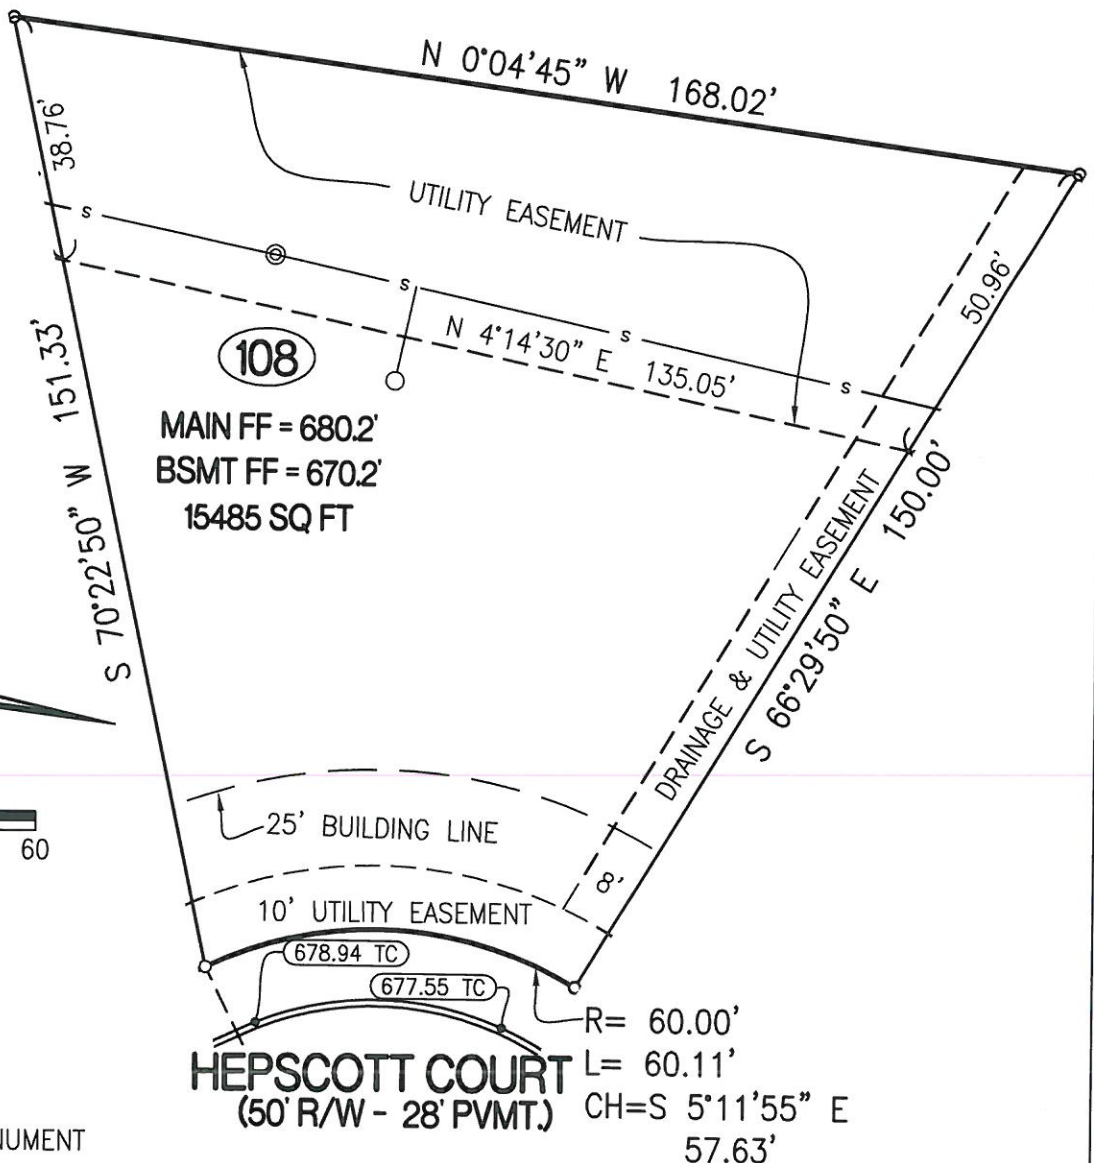 N 0°04'45" W 168.02'
38.76'
UTILITY EASEMENT
50.96'
s
s
s
s
N 4°14'30" E 135.05'
108
MAIN FF = 680.2'
BSMT FF = 670.2'
15485 SQ FT
S 70°22'50" W 151.33'
DRAINAGE & UTILITY EASEMENT
S 66°29'50" E 150.00'
60
25' BUILDING LINE
8'
10' UTILITY EASEMENT
678.94 TC
677.55 TC
R= 60.00'
L= 60.11'
CH=S 5°11'55" E
57.63'
HEPSCOTT COURT
(50' R/W - 28' PVMT.)
NUMENT